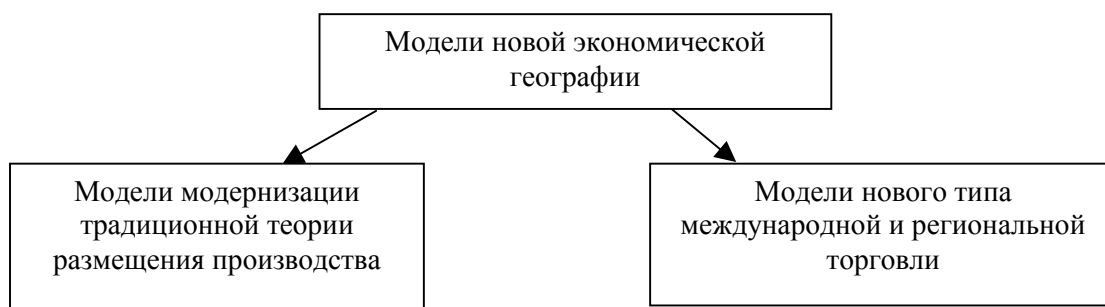 Модели новой экономической
географии
Модели модернизации
традиционной теории
размещения производства
Модели нового типа
международной и региональной
торговли